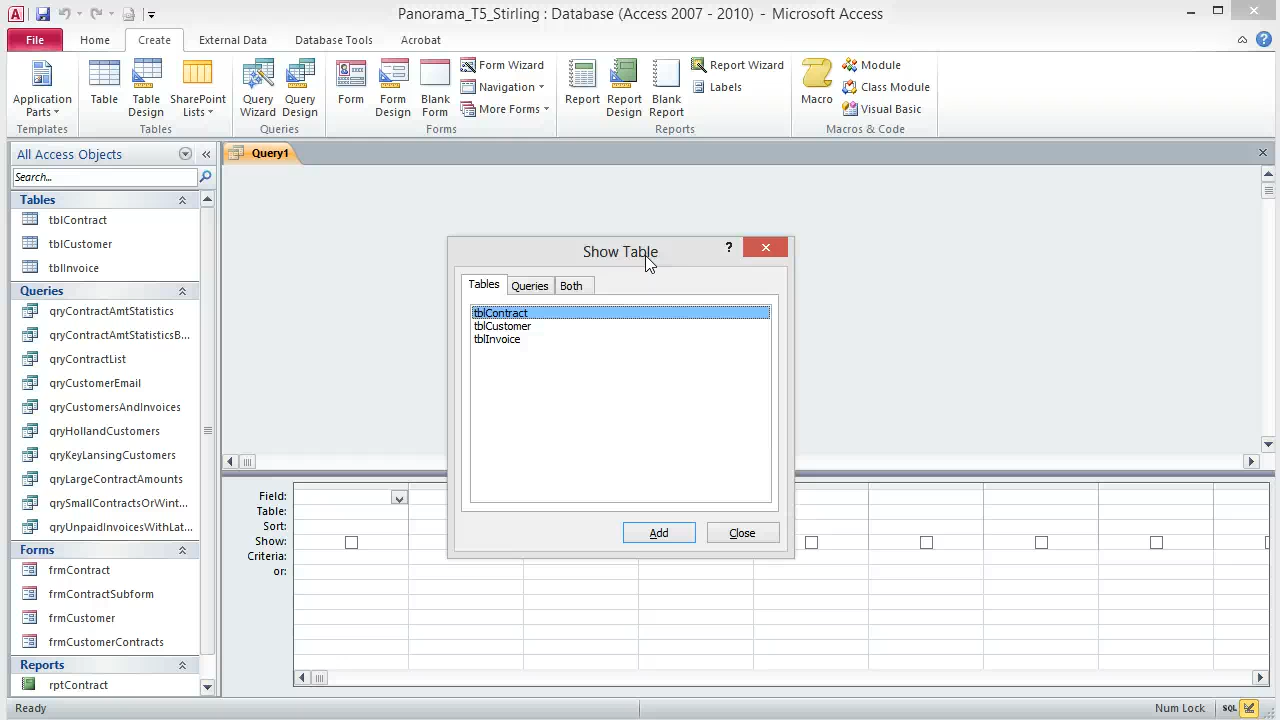 Panorama_T5_Stirling : Database (Access 2007 - 2010) - Microsoft Access
File Home Create External Data Database Tools Acrobat
Application Parts
Templates
Table
Table Design
SharePoint Lists
Tables
Query Wizard
Query Design
Queries
Form
Form Design
Blank Form
Form Wizard
Navigation
More Forms
Forms
Report
Report Design
Blank Report
Report Wizard
Labels
Reports
Macro
Module
Class Module
Visual Basic
Macros & Code
All Access Objects
Search...
Tables
tblContract
tblCustomer
tblInvoice
Queries
qryContractAmtStatistics
qryContractAmtStatisticsB...
qryContractList
qryCustomerEmail
qryCustomersAndInvoices
qryHollandCustomers
qryKeyLansingCustomers
qryLargeContractAmounts
qrySmallContractsOrWint...
qryUnpaidInvoicesWithLat...
Forms
frmContract
frmContractSubform
frmCustomer
frmCustomerContracts
Reports
rptContract
Query1
Show Table
Tables Queries Both
tblContract
tblCustomer
tblInvoice
Add Close
Field:
Table:
Sort:
Show:
Criteria:
or:
Ready
Num Lock
SQL